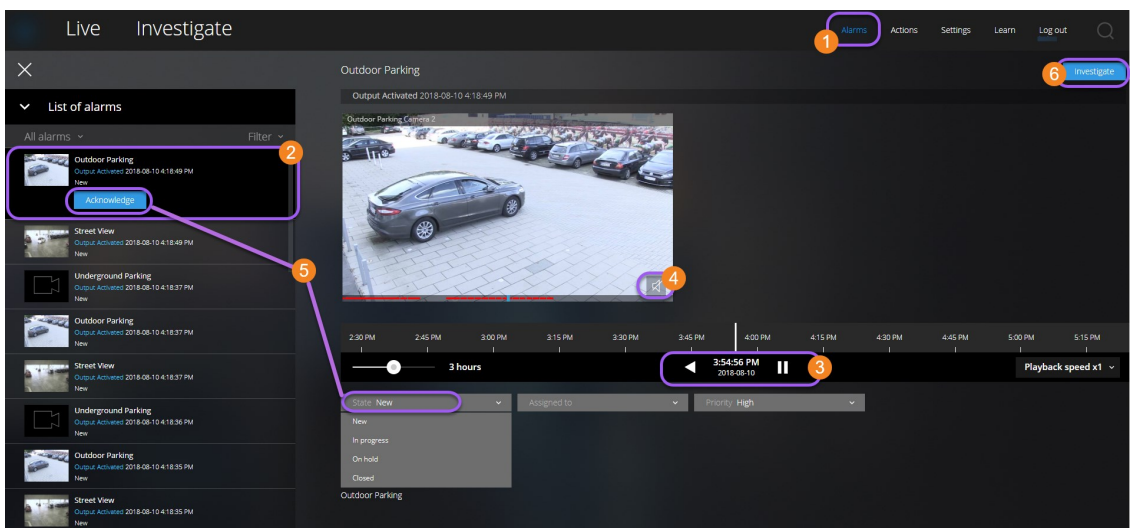 Live Investigate
1 Alarms Actions Settings Learn Log out
List of alarms
All alarms Filter
2
Outdoor Parking
Output Activated 2018-08-10 4:18:49 PM
New
Acknowledge
Street View
Output Activated 2018-08-10 4:18:49 PM
New
Underground Parking
Output Activated 2018-08-10 4:18:37 PM
New
Outdoor Parking
Output Activated 2018-08-10 4:18:37 PM
New
Street View
Output Activated 2018-08-10 4:18:37 PM
New
Underground Parking
Output Activated 2018-08-10 4:18:36 PM
New
Outdoor Parking
Output Activated 2018-08-10 4:18:35 PM
New
Street View
Output Activated 2018-08-10 4:18:35 PM
New
5
Outdoor Parking
6 Investigate
Output Activated 2018-08-10 4:18:49 PM
Outdoor Parking Camera 2
4
2:30 PM 2:45 PM 3:00 PM 3:15 PM 3:30 PM 3:45 PM 4:00 PM 4:15 PM 4:30 PM 4:45 PM 5:00 PM 5:15 PM
3 hours 3:54:56 PM 3 Playback speed x1
2018-08-10
State New Assigned to Priority High
New
In progress
On hold
Closed
Outdoor Parking